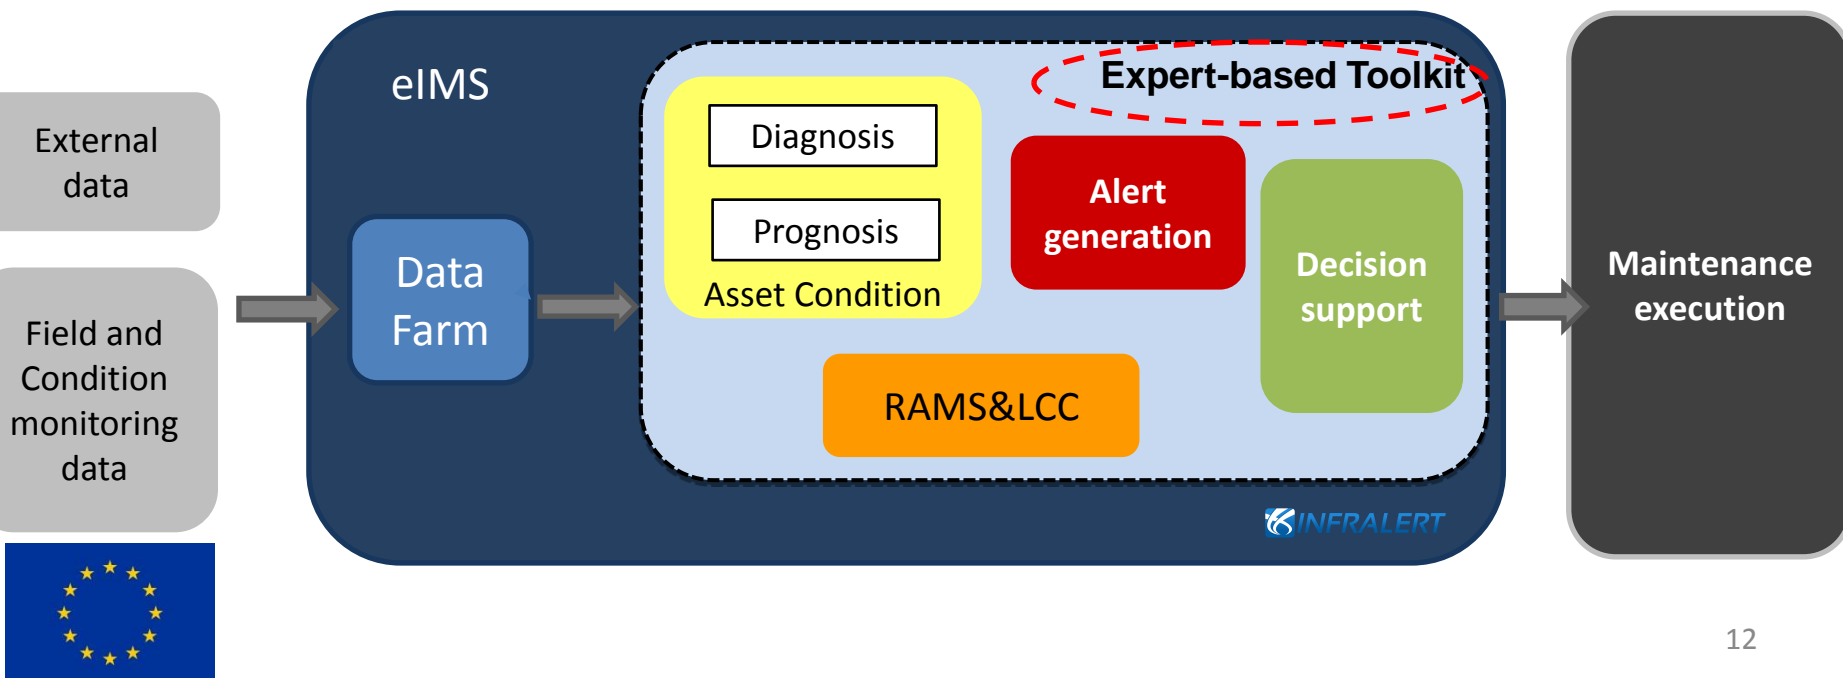 External
data
Field and
Condition
monitoring
data
eIMS
Data
Farm
Expert-based Toolkit
Diagnosis
Prognosis
Asset Condition
Alert
generation
Decision
support
RAMS&LCC
INFRALERT
Maintenance
execution
12